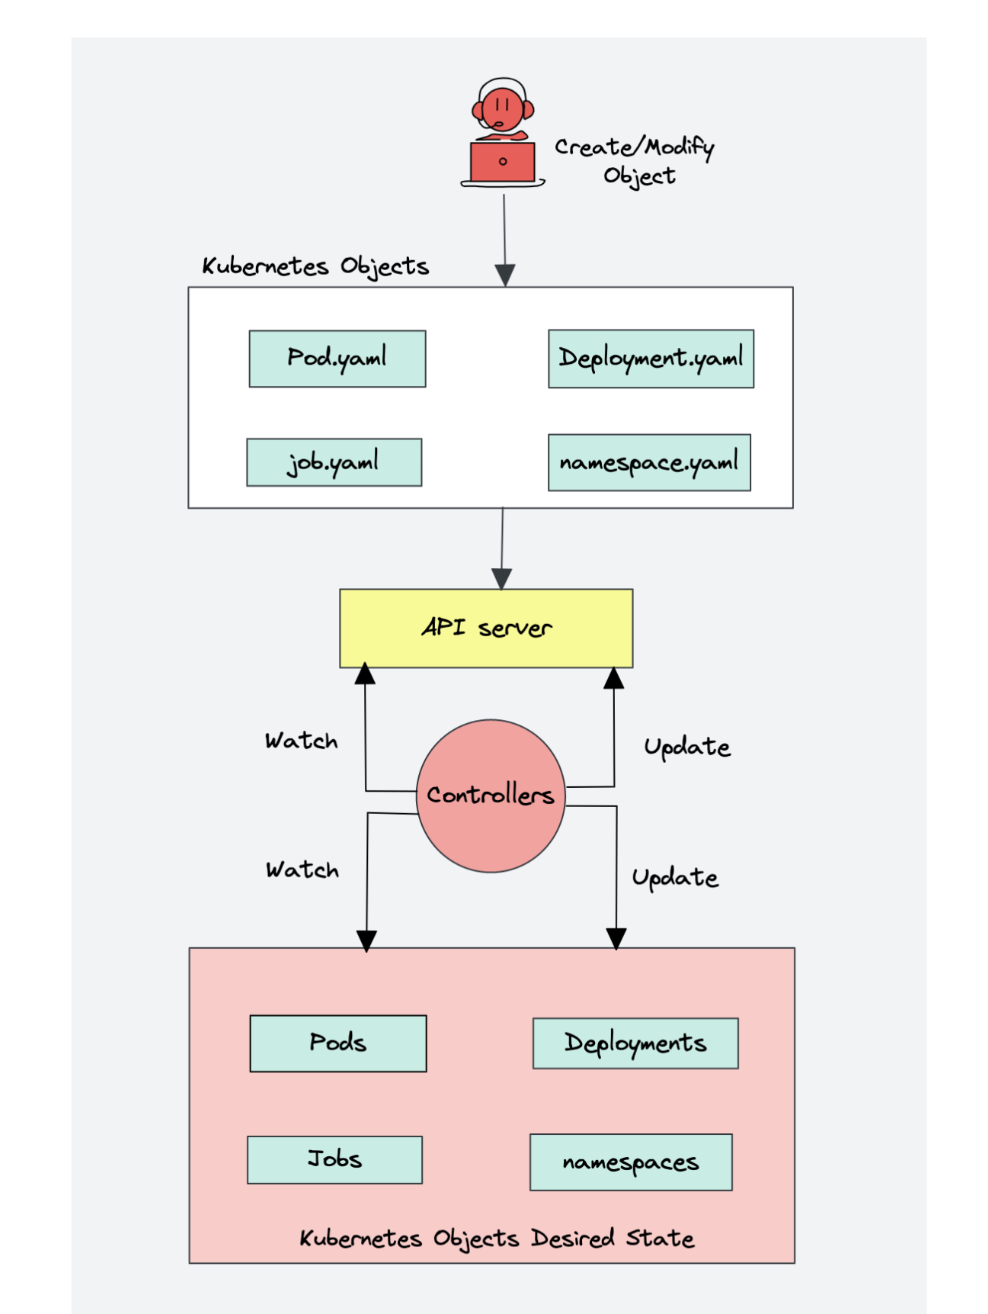 Create/Modify
Object
Kubernetes Objects
Pod.yaml
Deployment.yaml
job.yaml
namespace.yaml
API server
Watch
Update
Controllers
Watch
Update
Pods
Deployments
Jobs
namespaces
Kubernetes Objects Desired State